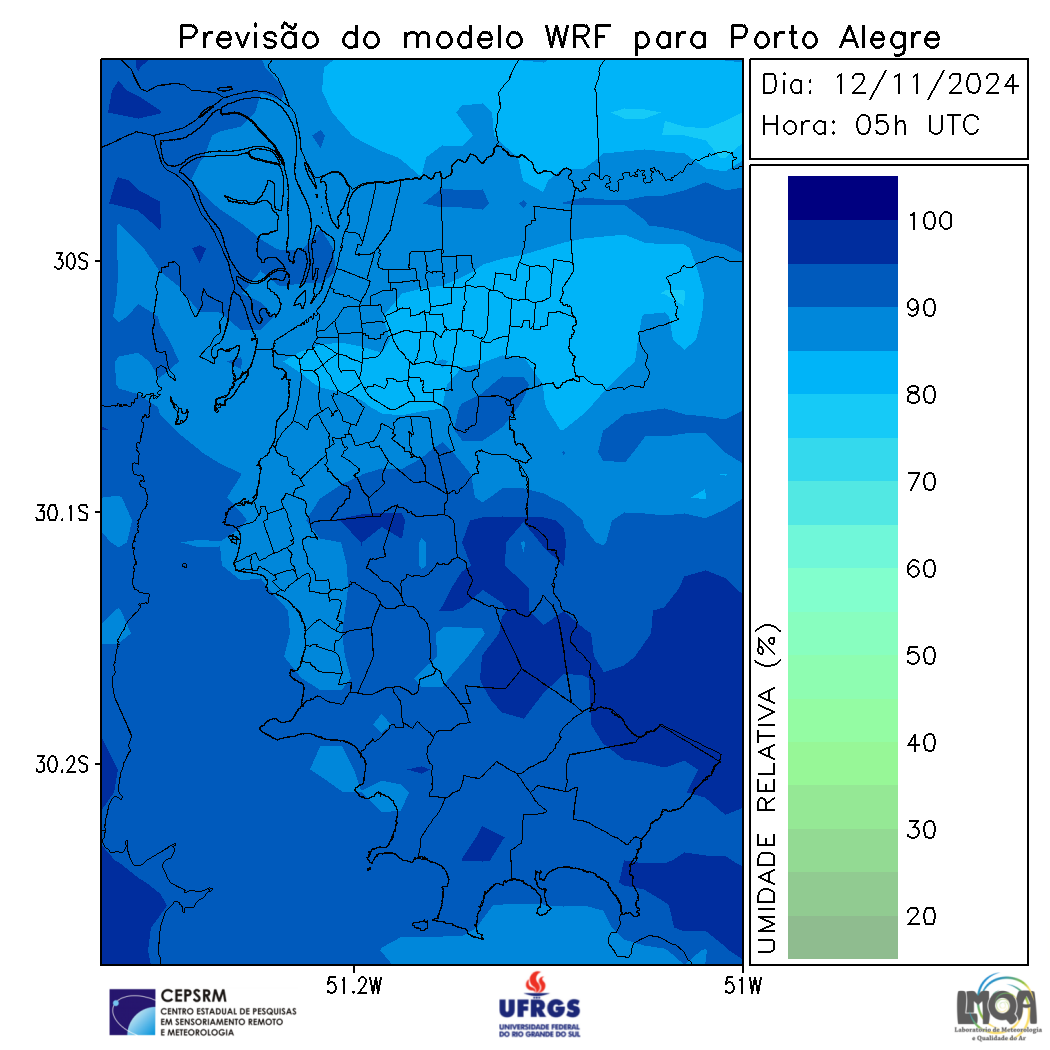 Previsão do modelo WRF para Porto Alegre
Dia: 12/11/2024
Hora: 05h UTC
30S
30.1S
30.2S
51.2W
51W
100
90
80
70
60
50
40
30
20
UMIDADE RELATIVA (%)
CEPSRM
CENTRO ESTADUAL DE PESQUISAS
EM SENSORIAMENTO REMOTO
E METEOROLOGIA
UFRGS
UNIVERSIDADE FEDERAL
DO RIO GRANDE DO SUL
LMQA
Laboratório de Meteorologia
e Qualidade do Ar